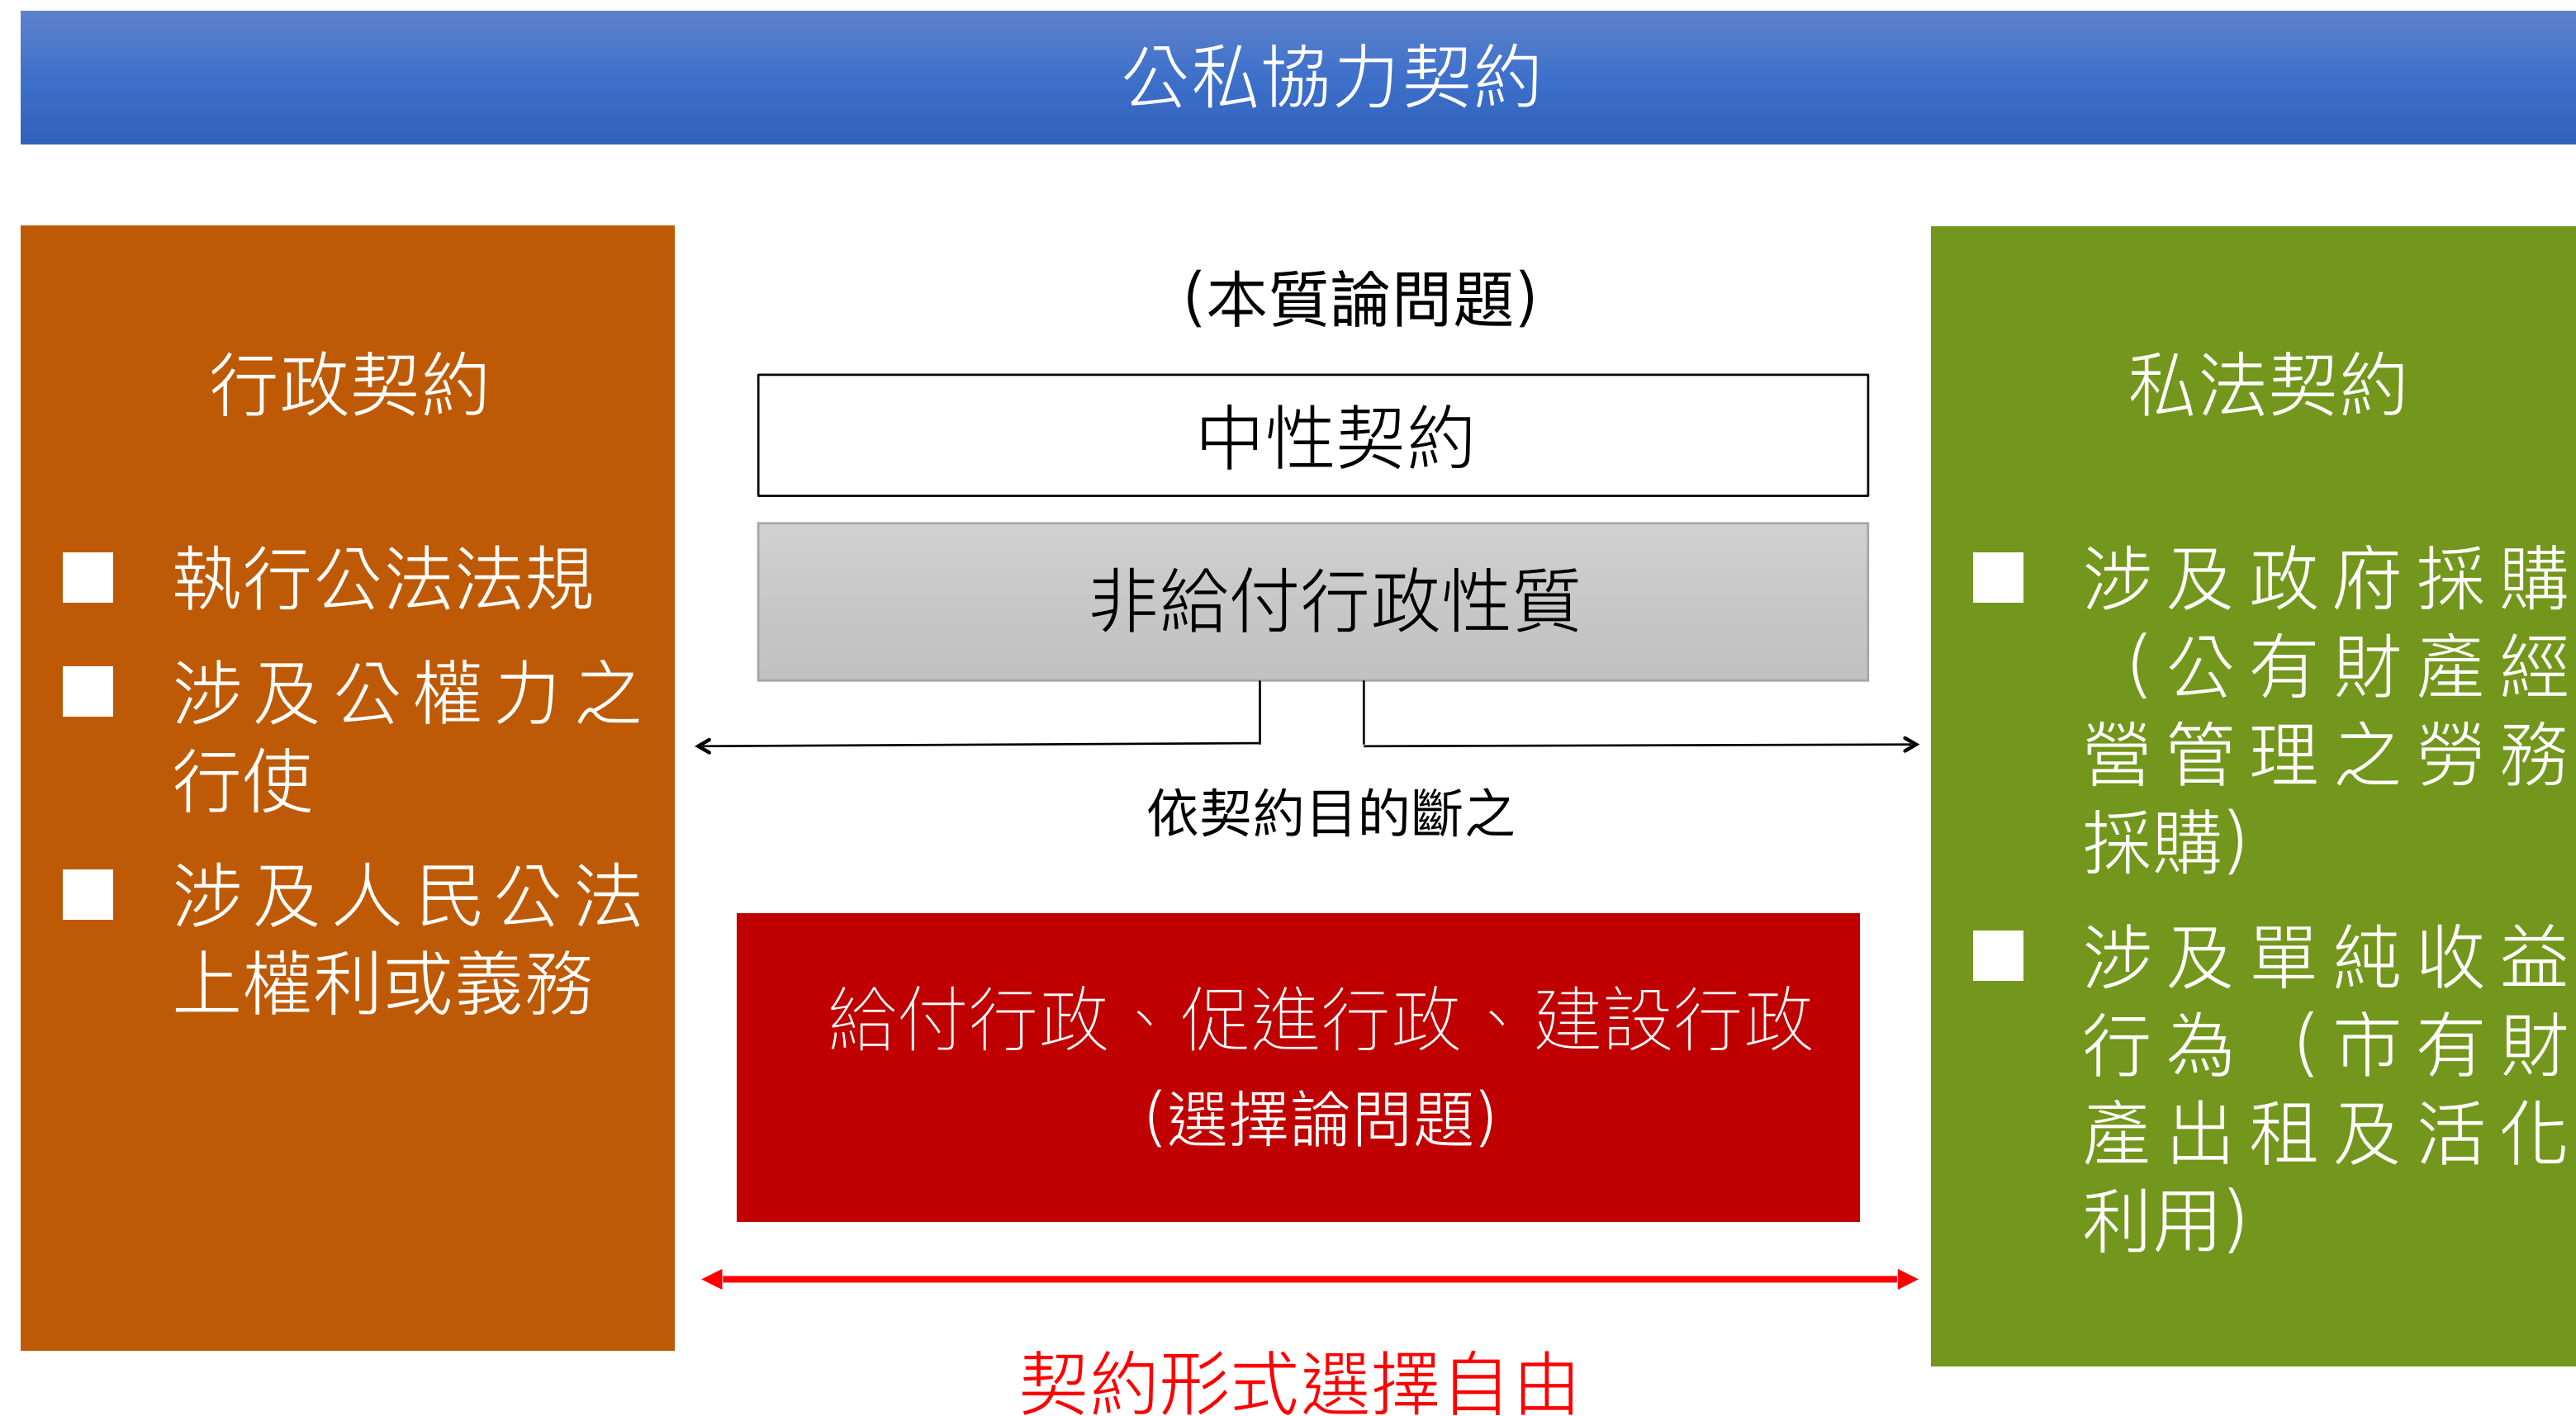 公私協力契約
行政契約
■ 執行公法法規
■ 涉及公權力之
行使
■ 涉及人民公法
上權利或義務
(本質論問題)
中性契約
非給付行政性質
依契約目的斷之
給付行政、促進行政、建設行政
(選擇論問題)
契約形式選擇自由
私法契約
■ 涉及政府採購
（公有財產經
營管理之勞務
採購)
■ 涉及單純收益
行為（市有財
產出租及活化
利用)